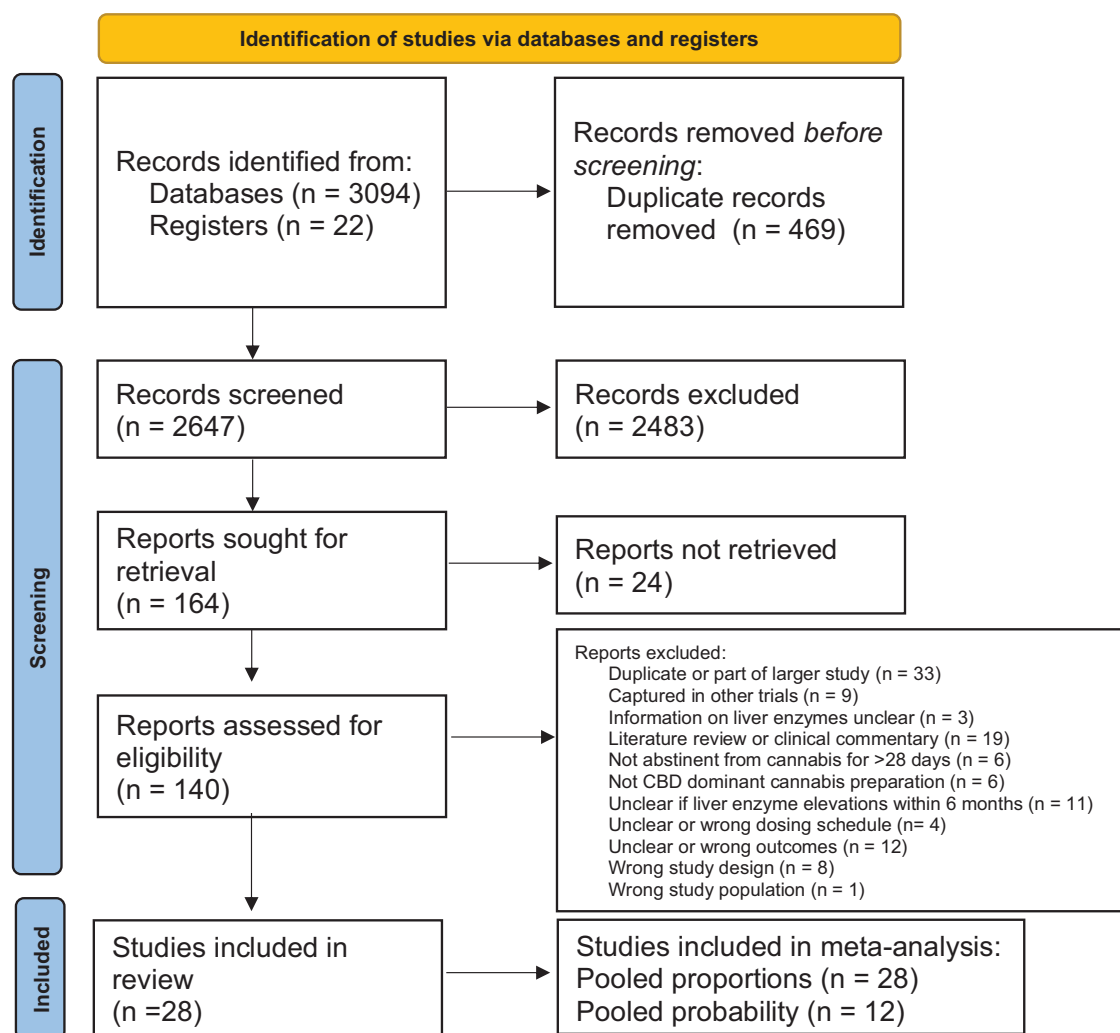 Identification of studies via databases and registers
Identification
Records identified from:
Databases (n = 3094)
Registers (n = 22)
Records removed before
screening:
Duplicate records
removed (n = 469)
Screening
Records screened
(n = 2647)
Records excluded
(n = 2483)
Reports sought for
retrieval
(n = 164)
Reports not retrieved
(n = 24)
Reports assessed for
eligibility
(n = 140)
Reports excluded:
Duplicate or part of larger study (n = 33)
Captured in other trials (n = 9)
Information on liver enzymes unclear (n = 3)
Literature review or clinical commentary (n = 19)
Not abstinent from cannabis for >28 days (n = 6)
Not CBD dominant cannabis preparation (n = 6)
Unclear if liver enzyme elevations within 6 months (n = 11)
Unclear or wrong dosing schedule (n= 4)
Unclear or wrong outcomes (n = 12)
Wrong study design (n = 8)
Wrong study population (n = 1)
Included
Studies included in
review
(n =28)
Studies included in meta-analysis:
Pooled proportions (n = 28)
Pooled probability (n = 12)